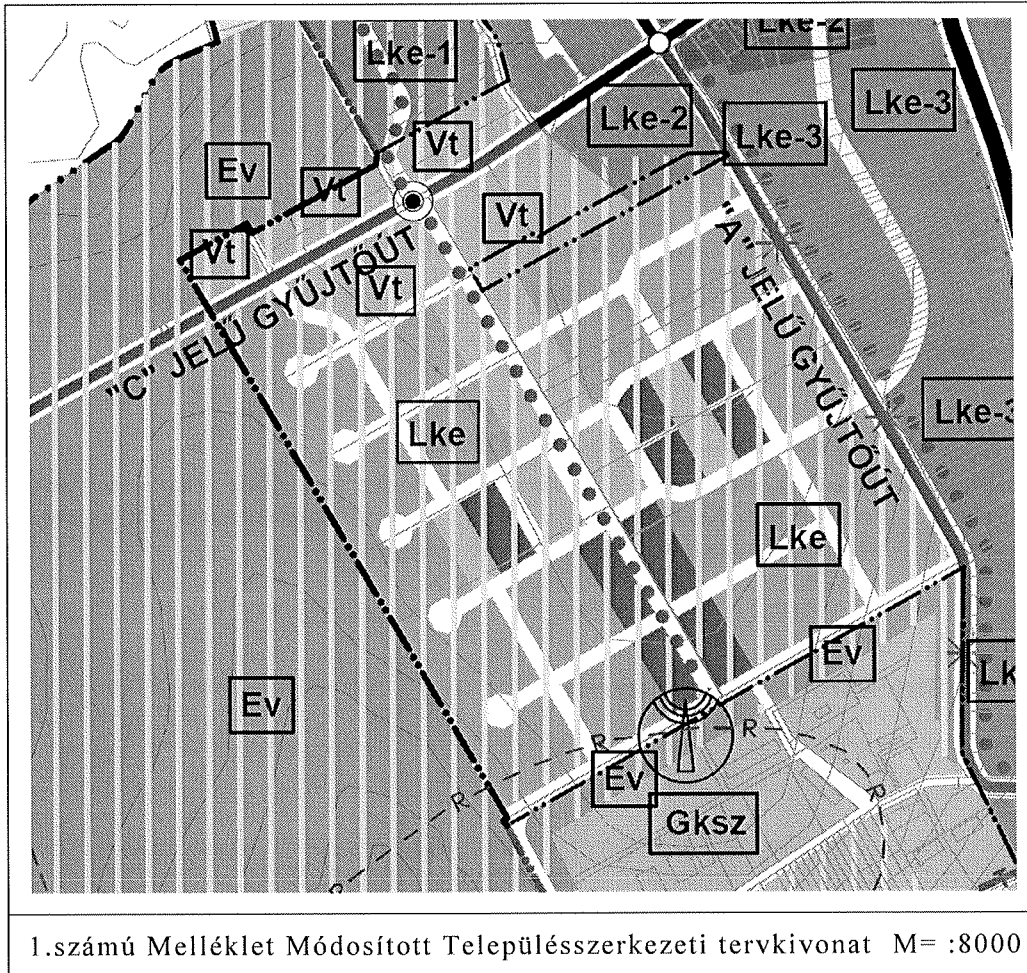 Lke-1
Lke-2
Lke-3
Lke-2
Lke-3
Vt
Ev
Vt
Vt
Vt
Vt
"C" JELŰ GYŰJTŐÚT
"A" JELŰ GYŰJTŐÚT
Lke
Lke-3
Lke
Ev
Ev
Lk
R
R
Ev
R
R
Gksz
R
1.számú Melléklet Módosított Településszerkezeti tervkivonat M= :8000